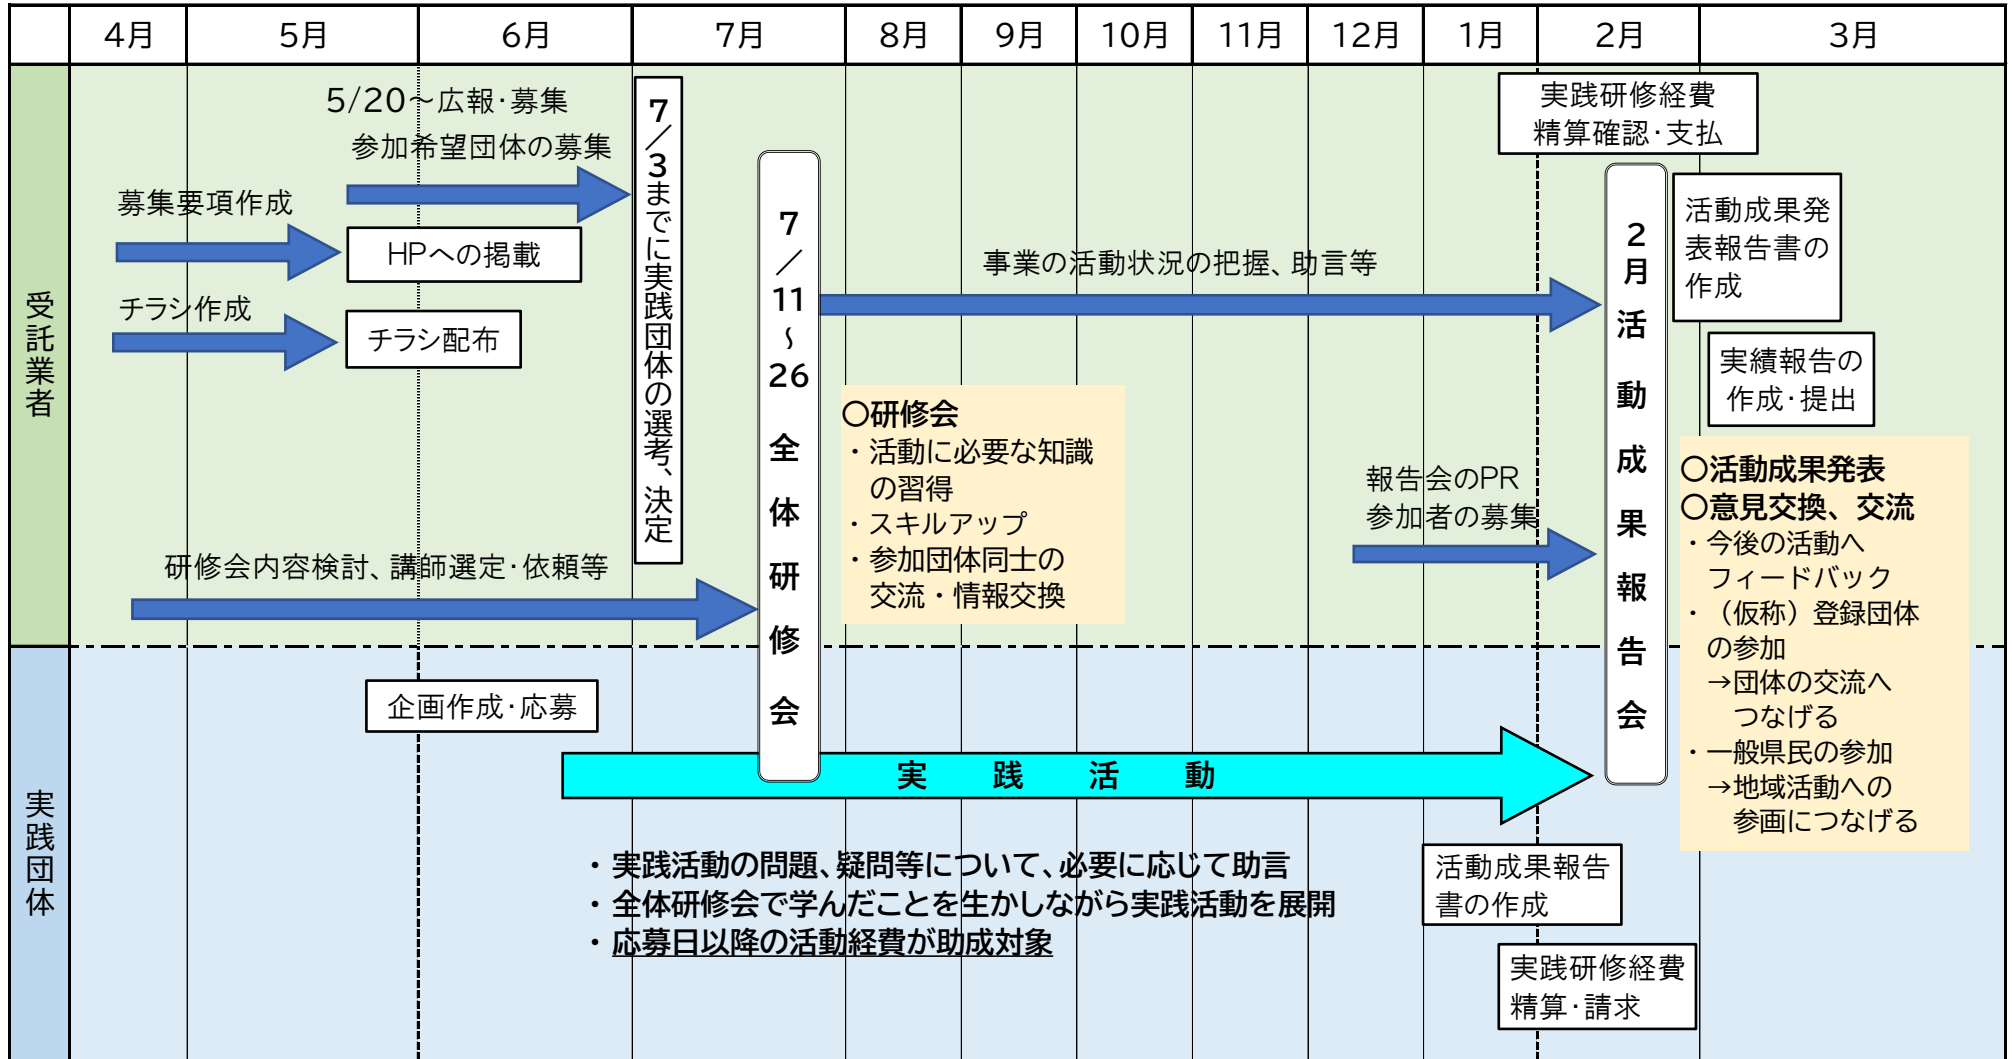 4月
5月
6月
7月
8月
9月
10月
11月
12月
1月
2月
3月
受託業者
5/20～広報・募集
参加希望団体の募集
募集要項作成
HPへの掲載
チラシ作成
チラシ配布
研修会内容検討、講師選定・依頼等
7／3までに実践団体の選考、決定
7／11～26 全体研修会
事業の活動状況の把握、助言等
〇研修会
・活動に必要な知識
の習得
・スキルアップ
・参加団体同士の
交流・情報交換
報告会のPR
参加者の募集
実践研修経費
精算確認・支払
2月活動成果報告会
活動成果発
表報告書の
作成
実績報告の
作成・提出
〇活動成果発表
〇意見交換、交流
・今後の活動へ
フィードバック
・（仮称）登録団体
の参加
→団体の交流へ
つなげる
・一般県民の参加
→地域活動への
参画につなげる
実践団体
企画作成・応募
実践活動
・実践活動の問題、疑問等について、必要に応じて助言
・全体研修会で学んだことを生かしながら実践活動を展開
・応募日以降の活動経費が助成対象
活動成果報告
書の作成
実践研修経費
精算・請求